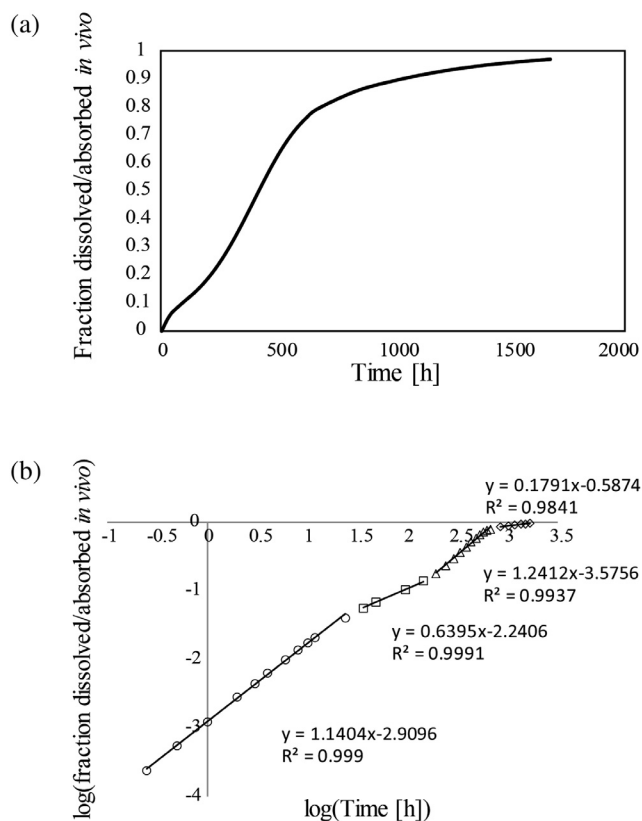 (a)
Fraction dissolved/absorbed in vivo
1
0.9
0.8
0.7
0.6
0.5
0.4
0.3
0.2
0.1
0
0 500 1000 1500 2000
Time [h]
(b)
log(fraction dissolved/absorbed in vivo)
y = 0.1791x-0.5874
R² = 0.9841
0
-1 -0.5 0 0.5 1 1.5 2 2.5 3 3.5
y = 1.2412x-3.5756
R² = 0.9937
-1
y = 0.6395x-2.2406
R² = 0.9991
-2
-3
y = 1.1404x-2.9096
R² = 0.999
-4
log(Time [h])